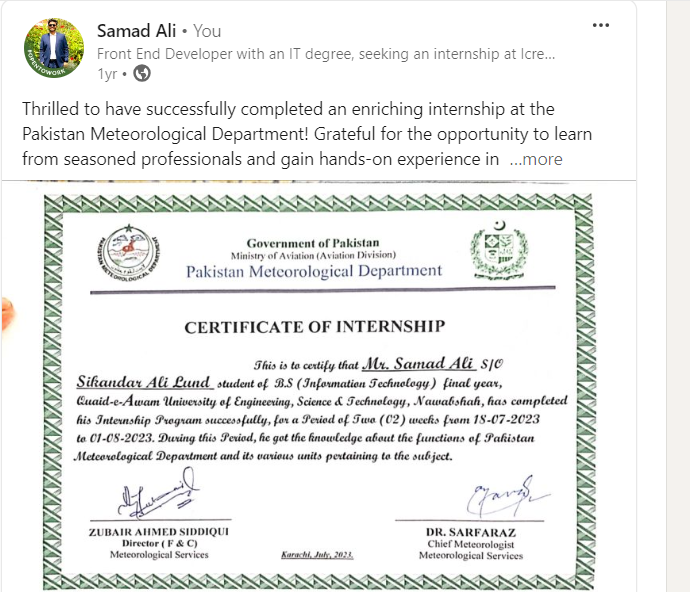 Samad Ali • You
Front End Developer with an IT degree, seeking an internship at Icre...
1yr •
Thrilled to have successfully completed an enriching internship at the
Pakistan Meteorological Department! Grateful for the opportunity to learn
from seasoned professionals and gain hands-on experience in ...more
#OPENTOWORK
Government of Pakistan
Ministry of Aviation (Aviation Division)
Pakistan Meteorological Department
PAKISTAN METEOROLOGICAL DEPARTMENT
CERTIFICATE OF INTERNSHIP
This is to certify that Mr. Samad Ali S/O
Sikandar Ali Lund student of B.S (Information Technology) final year,
Quaid-e-Awam University of Engineering, Science & Technology, Nawabshah, has completed
his Internship Program successfully, for a Period of Two (02) weeks from 18-07-2023
to 01-08-2023. During this Period, he got the knowledge about the functions of Pakistan
Meteorological Department and its various units pertaining to the subject.
ZUBAIR AHMED SIDDIQUI
Director ( F & C)
Meteorological Services
Karachi, July, 2023.
DR. SARFARAZ
Chief Meteorologist
Meteorological Services